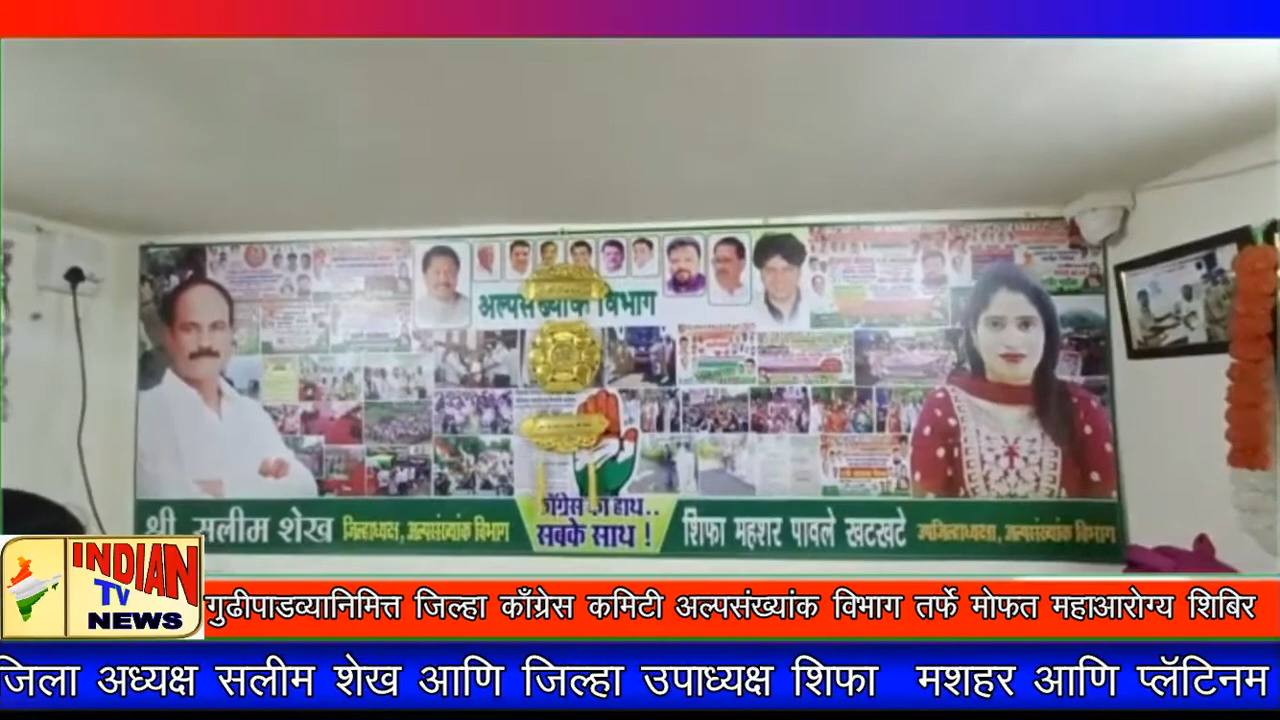 अल्पसंख्यांक विभाग
काँग्रेस का हाथ..
सबके साथ !
श्री सलीम शेख जिल्हाध्यक्ष, अल्पसंख्यांक विभाग
शिफा महशर पावले खटखटे उपजिल्हाध्यक्षा, अल्पसंख्यांक विभाग
INDIAN
TV
NEWS
गुढीपाडव्यानिमित्त जिल्हा काँग्रेस कमिटी अल्पसंख्यांक विभाग तर्फे मोफत महाआरोग्य शिबिर
जिला अध्यक्ष सलीम शेख आणि जिल्हा उपाध्यक्ष शिफा मशहर आणि प्लॅटिनम